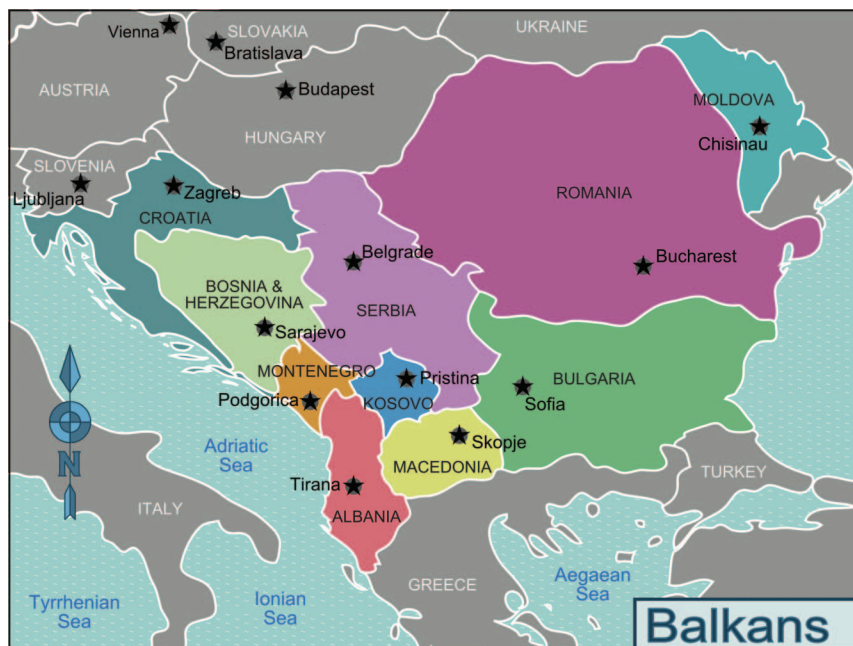 Vienna
SLOVAKIA
Bratislava
UKRAINE
AUSTRIA
Budapest
MOLDOVA
HUNGARY
Chisinau
SLOVENIA
Ljubljana
Zagreb
ROMANIA
CROATIA
Belgrade
Bucharest
BOSNIA &
HERZEGOVINA
SERBIA
Sarajevo
MONTENEGRO
Pristina
BULGARIA
Podgorica
KOSOVO
Sofia
Adriatic
Sea
Skopje
MACEDONIA
N
TURKEY
Tirana
ITALY
ALBANIA
GREECE
Aegaean
Sea
Tyrrhenian
Sea
Ionian
Sea
Balkans